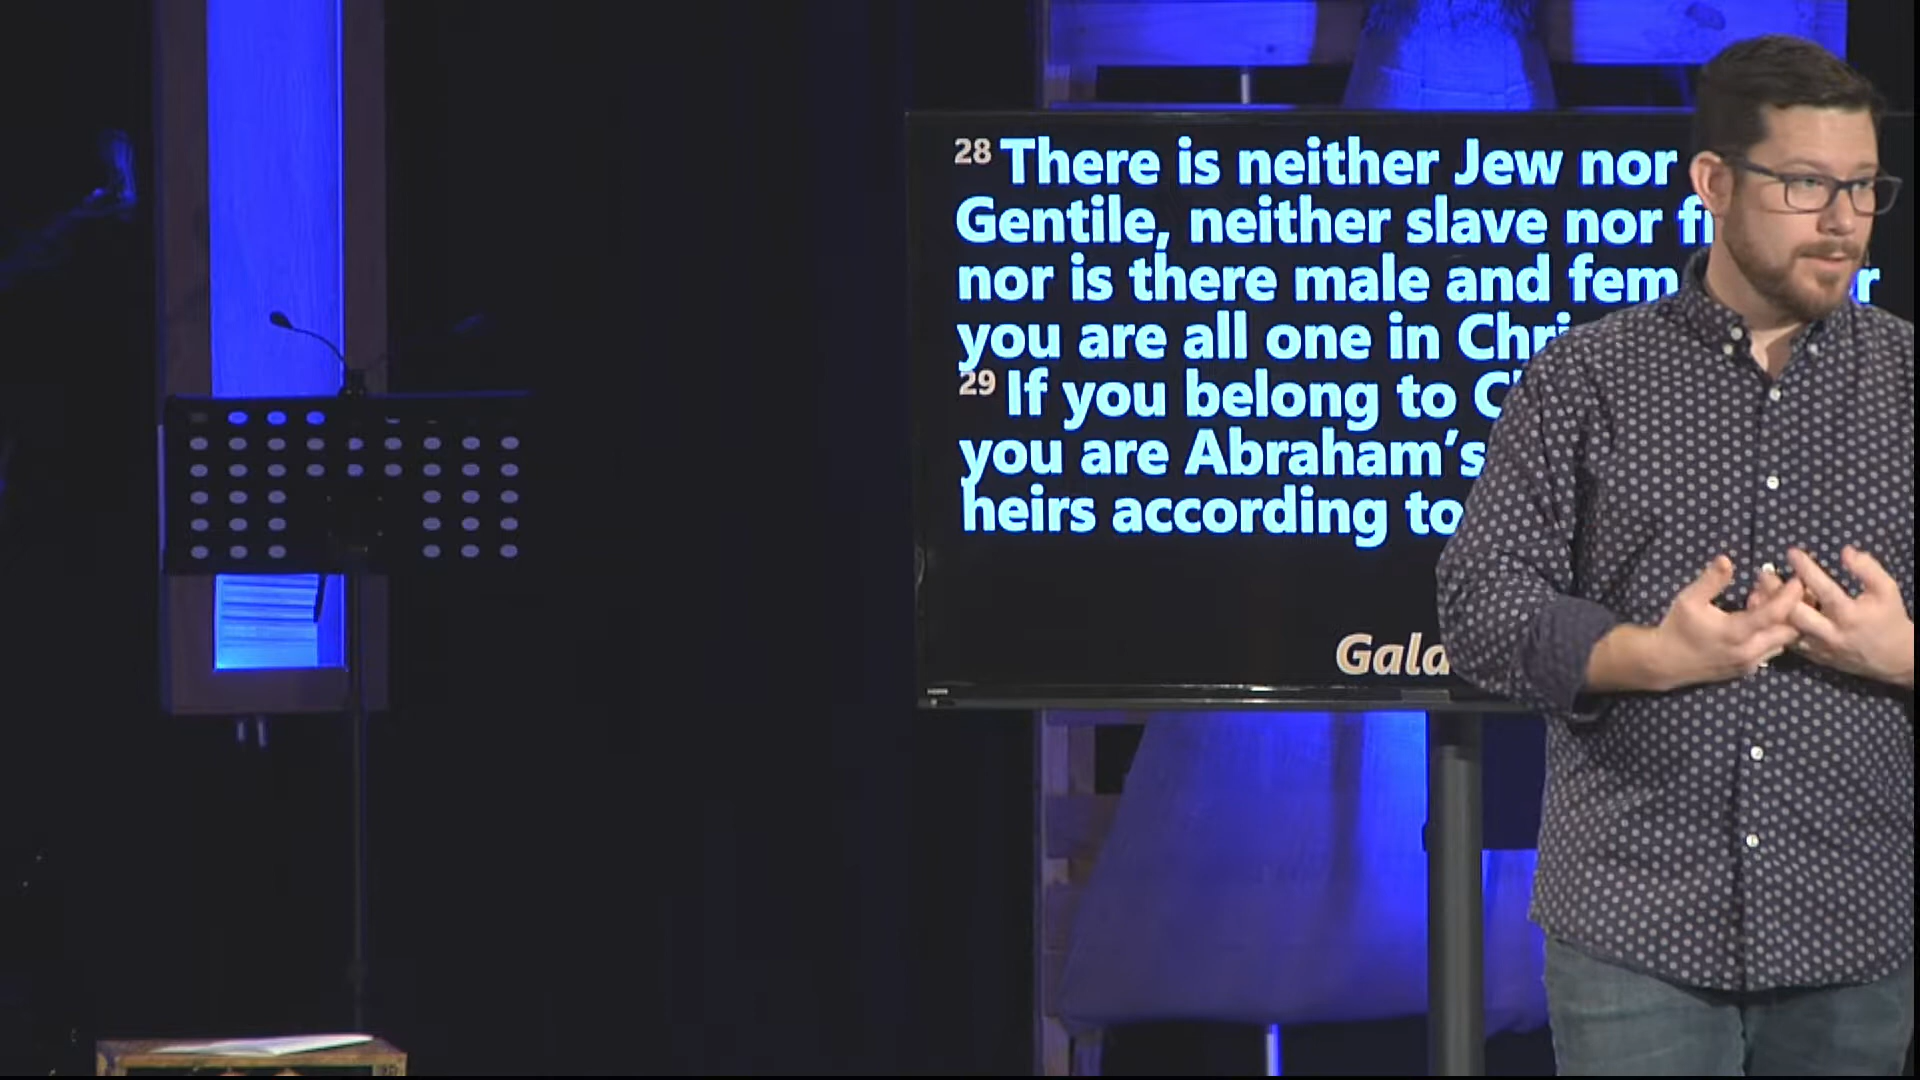 28 There is neither Jew nor
Gentile, neither slave nor
nor is there male and
you are all one in
29 If you belong to
you are Abraham's
heirs according to